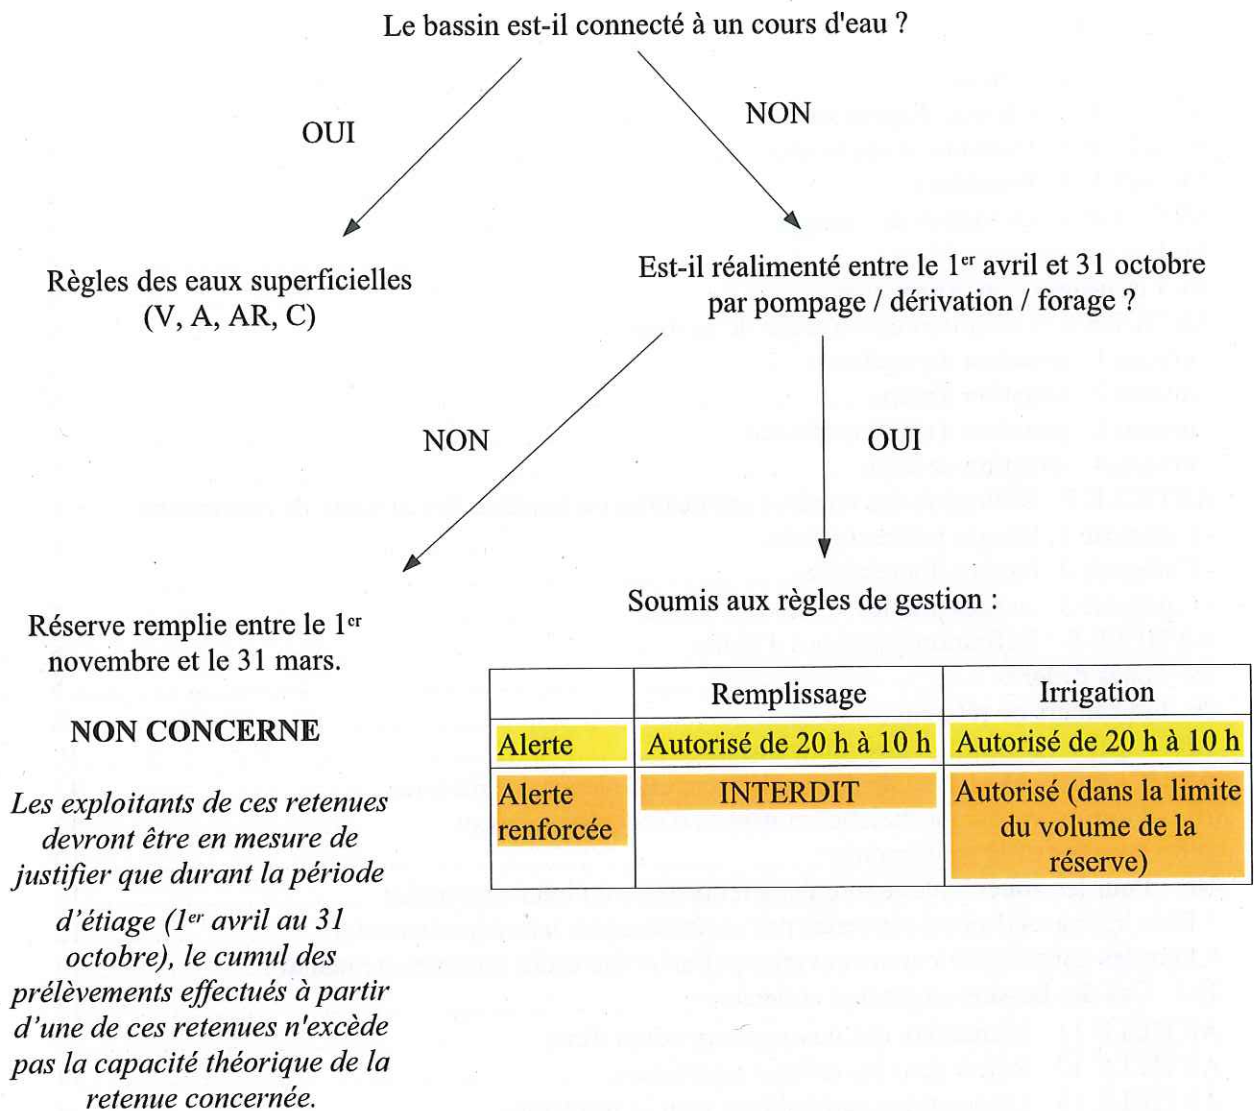 Le bassin est-il connecté à un cours d'eau ?
OUI
NON
Règles des eaux superficielles
(V, A, AR, C)
Est-il réalimenté entre le 1er avril et 31 octobre
par pompage / dérivation / forage ?
NON
OUI
Réserve remplie entre le 1er
novembre et le 31 mars.
NON CONCERNE
Les exploitants de ces retenues
devront être en mesure de
justifier que durant la période
d’étiage (1er avril au 31
octobre), le cumul des
prélèvements effectués à partir
d’une de ces retenues n'excède
pas la capacité théorique de la
retenue concernée.
Soumis aux règles de gestion :
Remplissage
Irrigation
Alerte
Autorisé de 20 h à 10 h
Autorisé de 20 h à 10 h
Alerte
renforcée
INTERDIT
Autorisé (dans la limite
du volume de la
réserve)